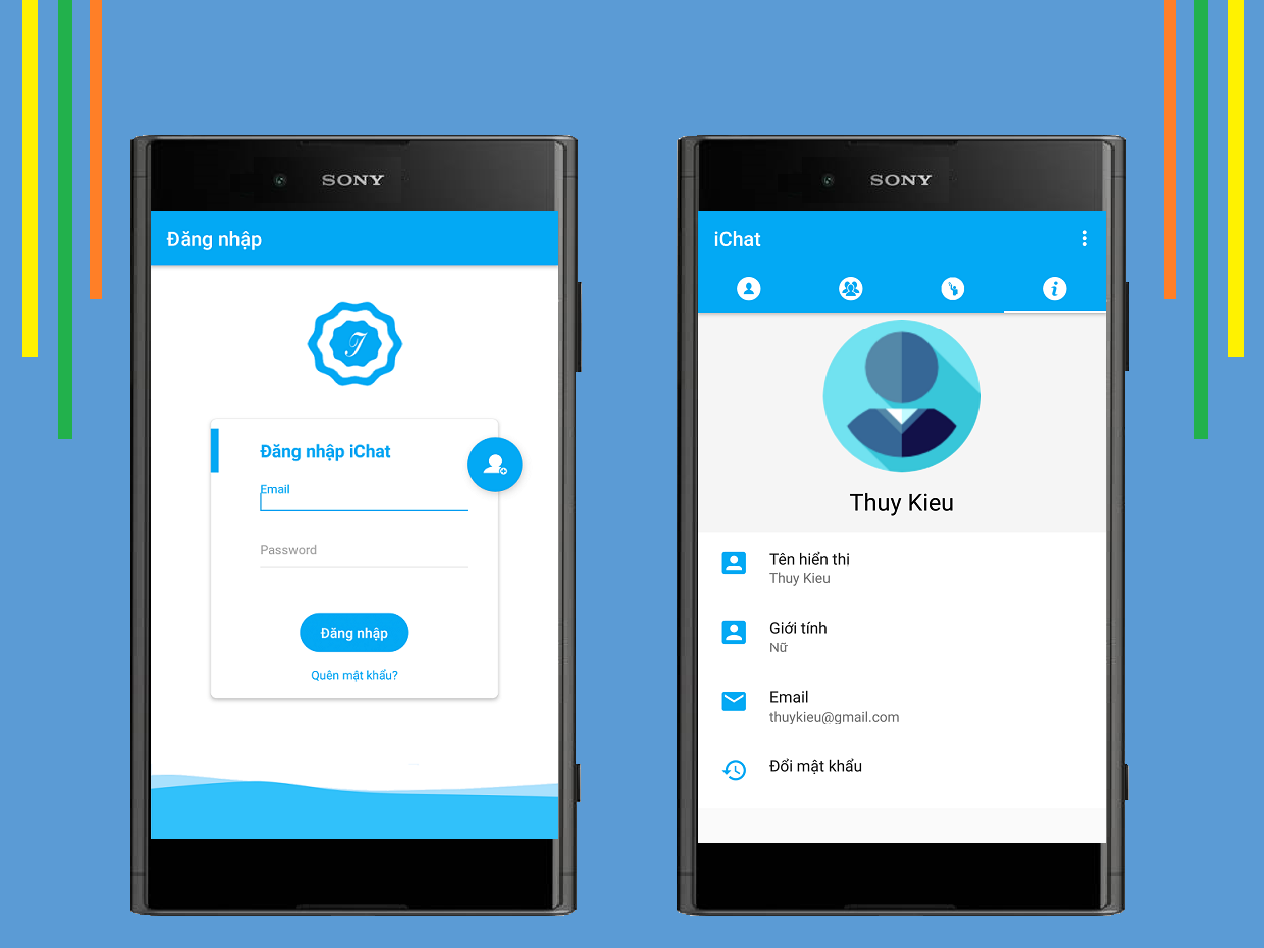 SONY
Đăng nhập
Đăng nhập iChat
Email
Password
Đăng nhập
Quên mật khẩu?
SONY
iChat
Thuy Kieu
Tên hiển thị
Thuy Kieu
Giới tính
Nữ
Email
thuykieu@gmail.com
Đổi mật khẩu